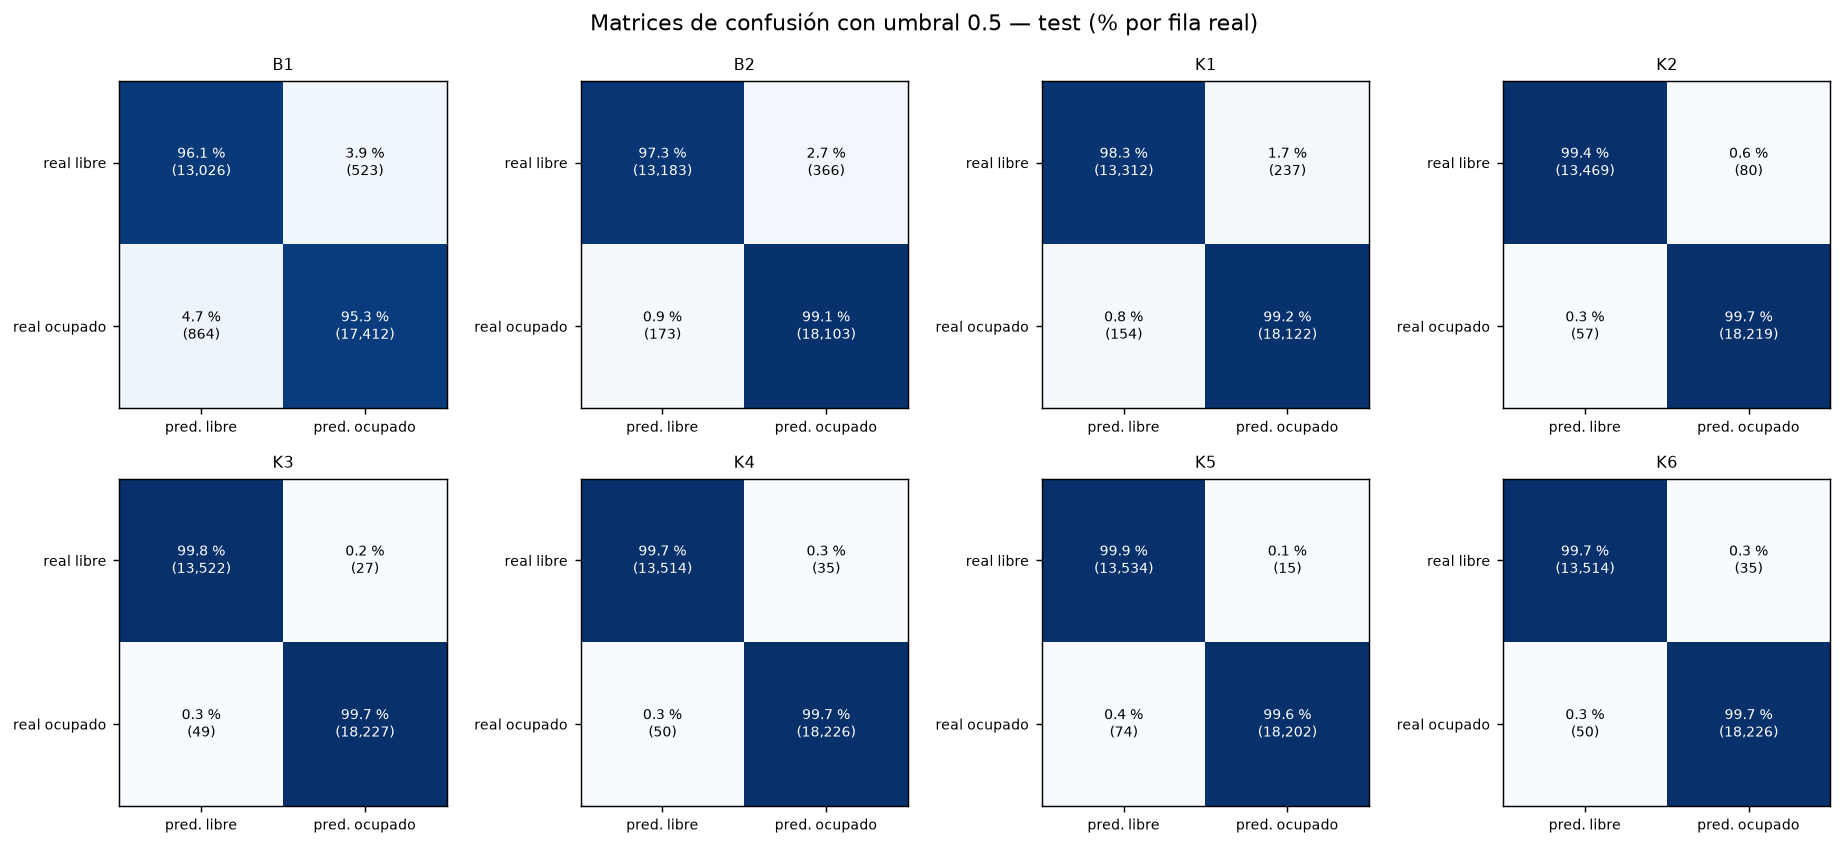 Matrices de confusión con umbral 0.5 — test (% por fila real)
B1
real libre
96.1 %
(13,026)
3.9 %
(523)
real ocupado
4.7 %
(864)
95.3 %
(17,412)
pred. libre
pred. ocupado
B2
real libre
97.3 %
(13,183)
2.7 %
(366)
real ocupado
0.9 %
(173)
99.1 %
(18,103)
pred. libre
pred. ocupado
K1
real libre
98.3 %
(13,312)
1.7 %
(237)
real ocupado
0.8 %
(154)
99.2 %
(18,122)
pred. libre
pred. ocupado
K2
real libre
99.4 %
(13,469)
0.6 %
(80)
real ocupado
0.3 %
(57)
99.7 %
(18,219)
pred. libre
pred. ocupado
K3
real libre
99.8 %
(13,522)
0.2 %
(27)
real ocupado
0.3 %
(49)
99.7 %
(18,227)
pred. libre
pred. ocupado
K4
real libre
99.7 %
(13,514)
0.3 %
(35)
real ocupado
0.3 %
(50)
99.7 %
(18,226)
pred. libre
pred. ocupado
K5
real libre
99.9 %
(13,534)
0.1 %
(15)
real ocupado
0.4 %
(74)
99.6 %
(18,202)
pred. libre
pred. ocupado
K6
real libre
99.7 %
(13,514)
0.3 %
(35)
real ocupado
0.3 %
(50)
99.7 %
(18,226)
pred. libre
pred. ocupado